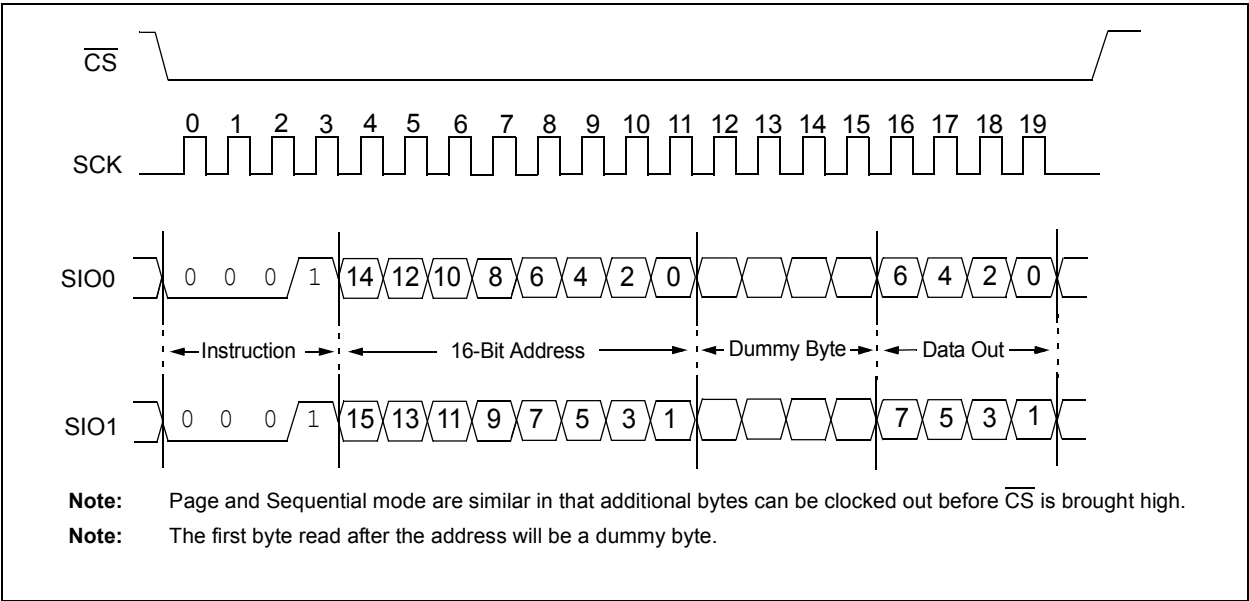 CS
0 1 2 3 4 5 6 7 8 9 10 11 12 13 14 15 16 17 18 19
SCK
SIO0 0 0 0 1 14 12 10 8 6 4 2 0 6 4 2 0
Instruction 16-Bit Address Dummy Byte Data Out
SIO1 0 0 0 1 15 13 11 9 7 5 3 1 7 5 3 1
Note: Page and Sequential mode are similar in that additional bytes can be clocked out before CS is brought high.
Note: The first byte read after the address will be a dummy byte.